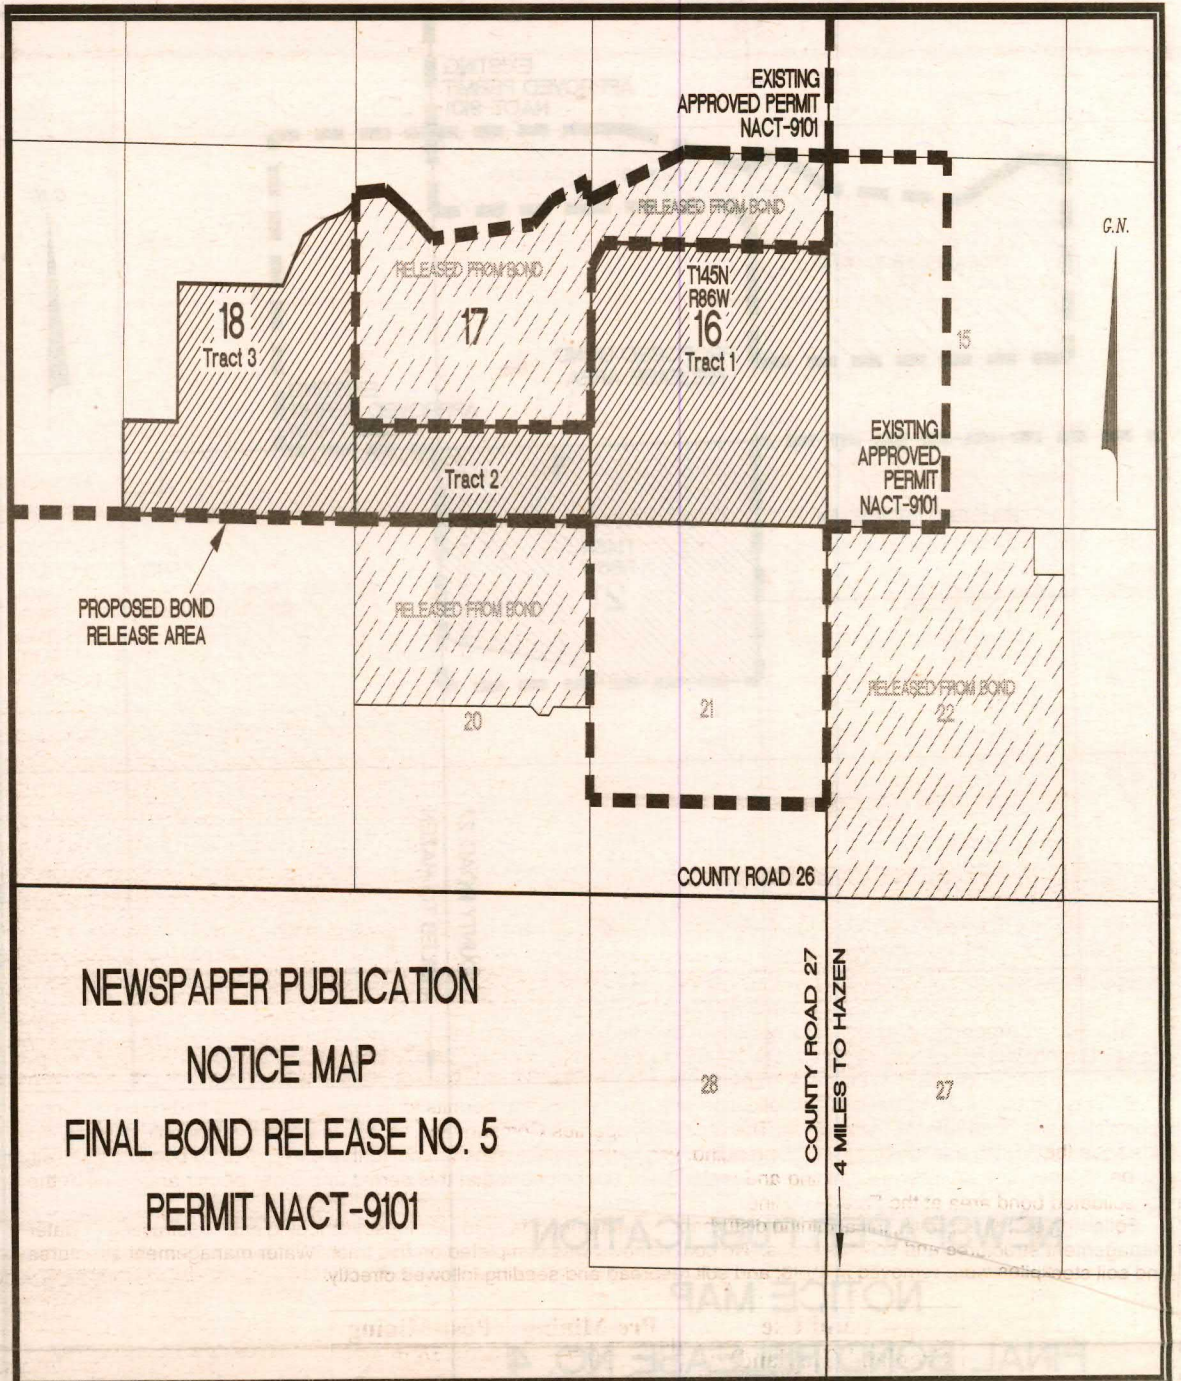 EXISTING
APPROVED PERMIT
NACT-9101
RELEASED FROM BOND
G.N.
RELEASED FROM BOND
T145N
R86W
18
Tract 3
17
16
Tract 1
15
EXISTING
APPROVED
PERMIT
NACT-9101
Tract 2
PROPOSED BOND
RELEASE AREA
RELEASED FROM BOND
RELEASED FROM BOND
20
21
22
COUNTY ROAD 26
COUNTY ROAD 27
4 MILES TO HAZEN
28
27
NEWSPAPER PUBLICATION
NOTICE MAP
FINAL BOND RELEASE NO. 5
PERMIT NACT-9101